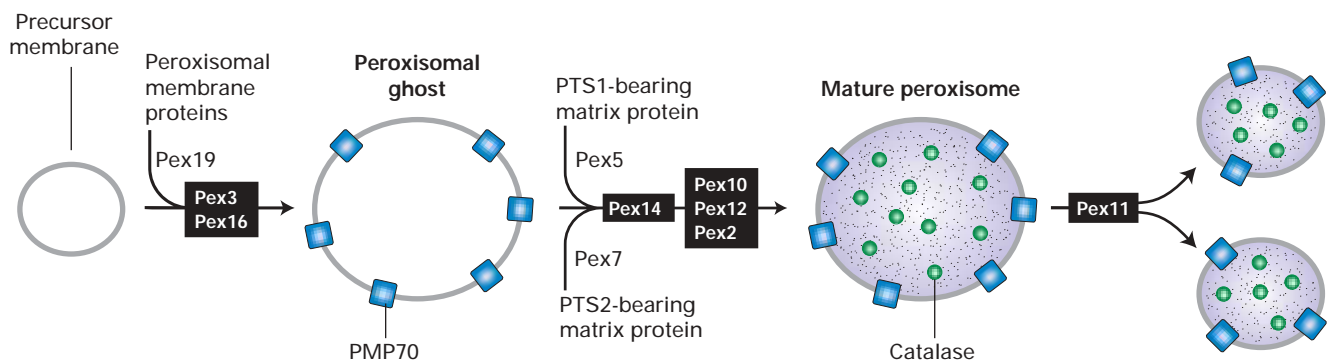 Precursor
membrane
Peroxisomal
membrane
proteins
Pex19
Pex3
Pex16
Peroxisomal
ghost
PMP70
PTS1-bearing
matrix protein
Pex5
Pex14
Pex10
Pex12
Pex2
Pex7
PTS2-bearing
matrix protein
Mature peroxisome
Catalase
Pex11